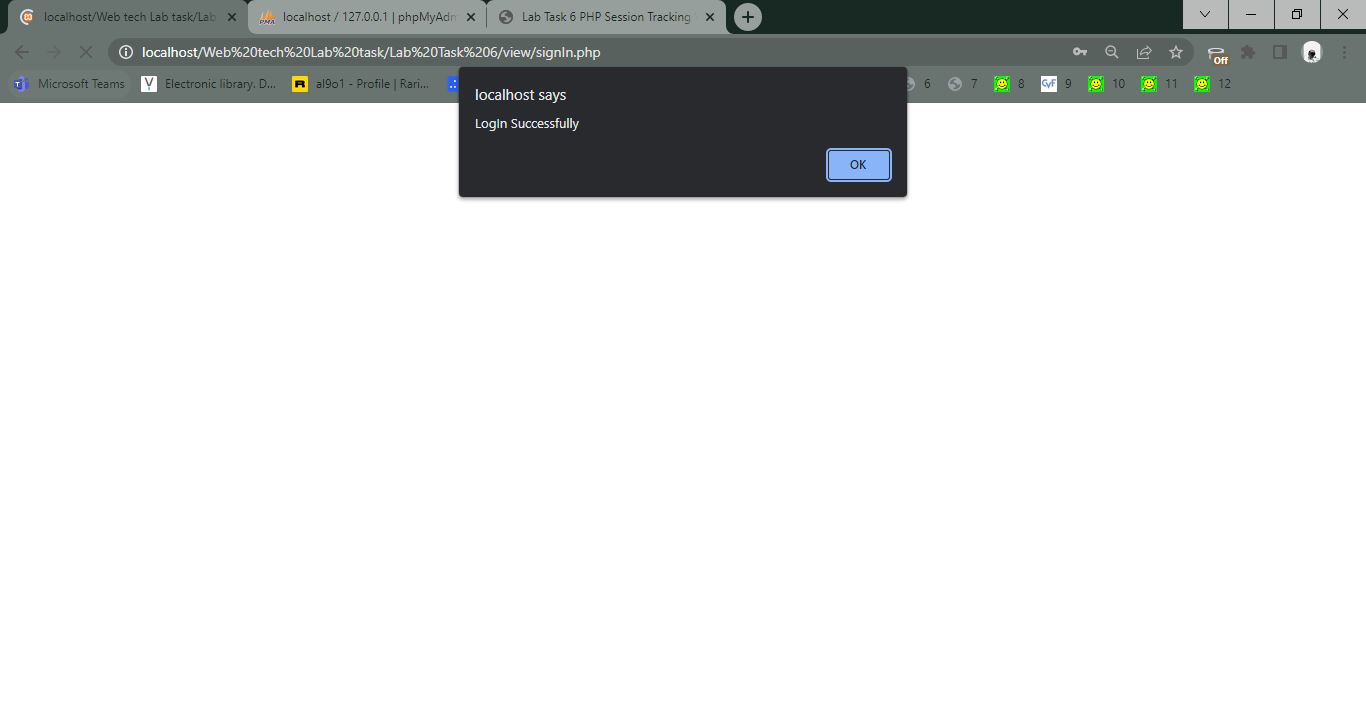 localhost/Web tech Lab task/Lab
localhost / 127.0.0.1 | phpMyAdm
Lab Task 6 PHP Session Tracking
localhost/Web%20tech%20Lab%20task/Lab%20Task%206/view/signIn.php
Off
Microsoft Teams
Electronic library. D...
al9o1 - Profile | Rari...
6
7
8
9
10
11
12
localhost says
LogIn Successfully
OK